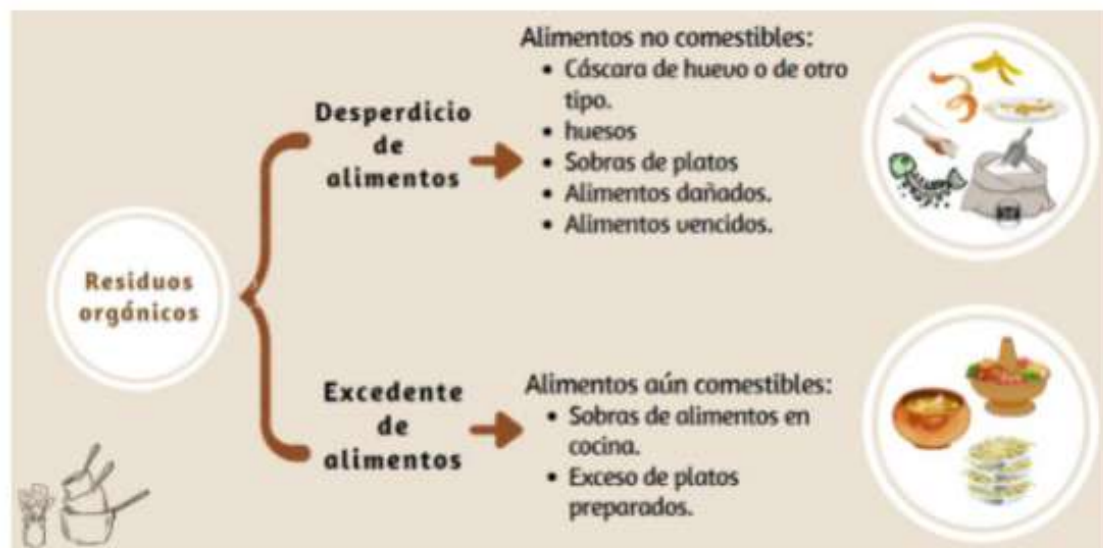 Residuos
orgánicos
Desperdicio
de
alimentos
Alimentos no comestibles:
• Cáscara de huevo o de otro
tipo.
• huesos
• Sobras de platos
• Alimentos dañados.
• Alimentos vencidos.
Excedente
de
alimentos
Alimentos aún comestibles:
• Sobras de alimentos en
cocina.
• Exceso de platos
preparados.